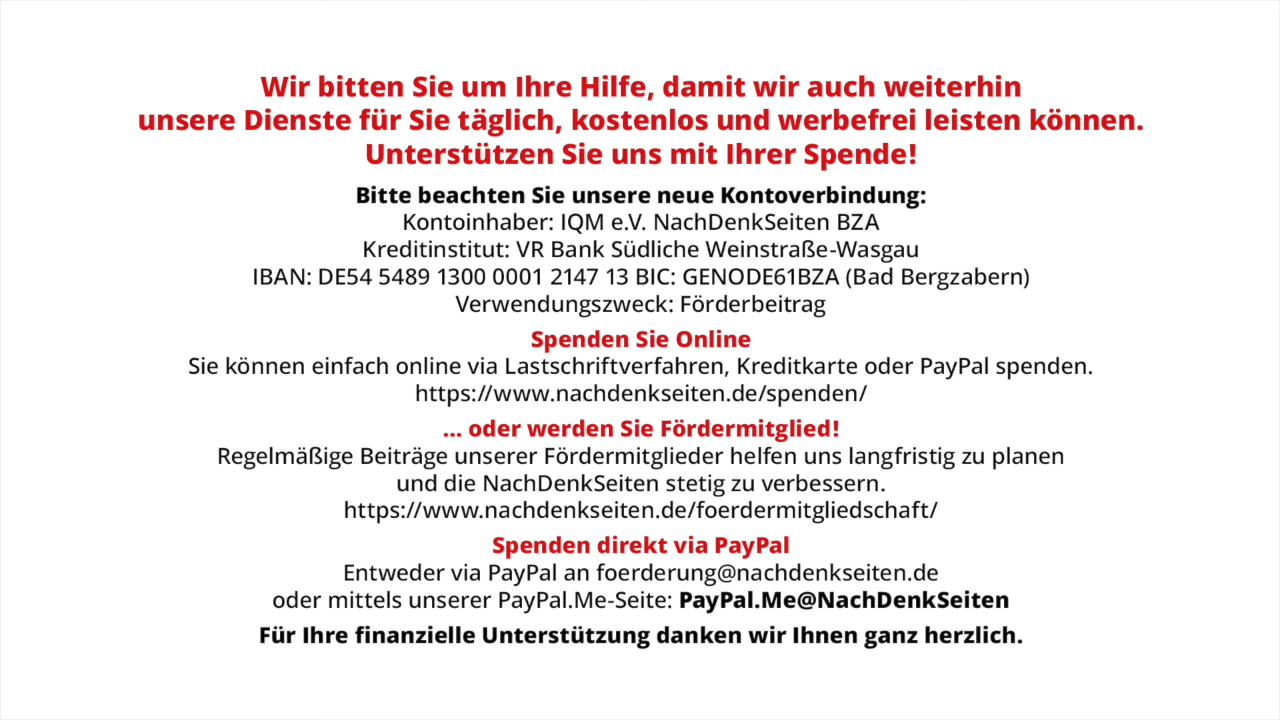 Wir bitten Sie um Ihre Hilfe, damit wir auch weiterhin
unsere Dienste für Sie täglich, kostenlos und werbefrei leisten können.
Unterstützen Sie uns mit Ihrer Spende!
Bitte beachten Sie unsere neue Kontoverbindung:
Kontoinhaber: IQM e.V. NachDenkSeiten BZA
Kreditinstitut: VR Bank Südliche Weinstraße-Wasgau
IBAN: DE54 5489 1300 0001 2147 13 BIC: GENODE61BZA (Bad Bergzabern)
Verwendungszweck: Förderbeitrag
Spenden Sie Online
Sie können einfach online via Lastschriftverfahren, Kreditkarte oder PayPal spenden.
https://www.nachdenkseiten.de/spenden/
... oder werden Sie Fördermitglied!
Regelmäßige Beiträge unserer Fördermitglieder helfen uns langfristig zu planen
und die NachDenkSeiten stetig zu verbessern.
https://www.nachdenkseiten.de/foerdermitgliedschaft/
Spenden direkt via PayPal
Entweder via PayPal an foerderung@nachdenkseiten.de
oder mittels unserer PayPal.Me-Seite: PayPal.Me@NachDenkSeiten
Für Ihre finanzielle Unterstützung danken wir Ihnen ganz herzlich.